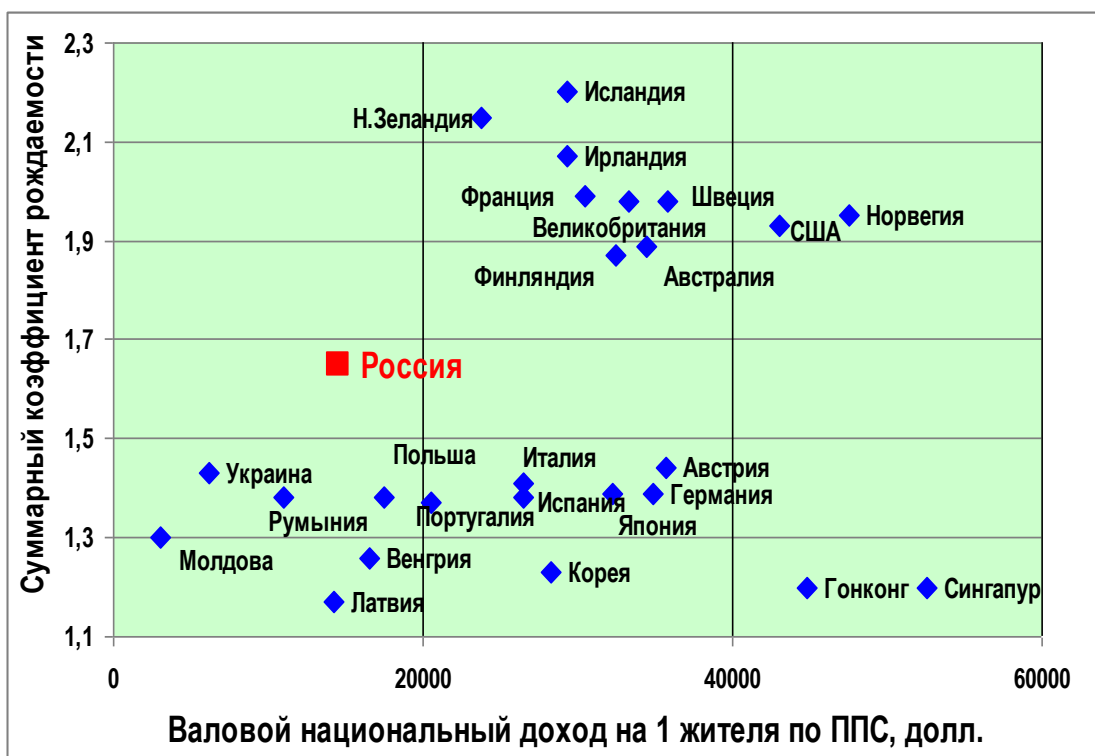 Суммарный коэффициент рождаемости
2,3
2,1
1,9
1,7
1,5
1,3
1,1
Исландия
Н.Зеландия
Ирландия
Франция
Швеция
Норвегия
США
Великобритания
Финляндия
Австралия
Россия
Польша
Италия
Австрия
Украина
Германия
Испания
Румыния
Португалия
Япония
Молдова
Венгрия
Корея
Гонконг
Сингапур
Латвия
0
20000
40000
60000
Валовой национальный доход на 1 жителя по ППС, долл.